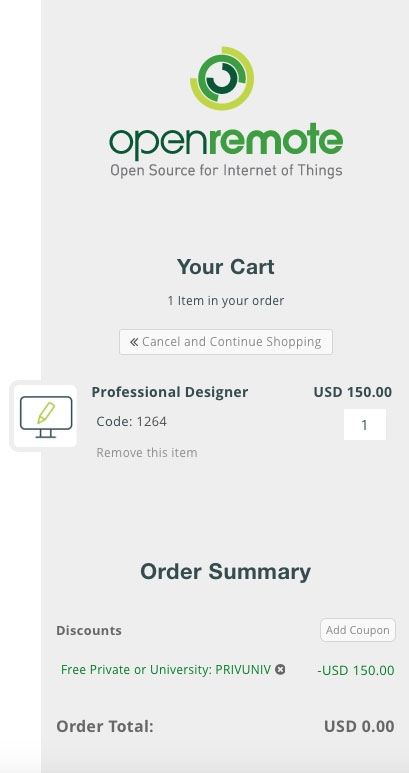 openremote
Open Source for Internet of Things
Your Cart
1 Item in your order
« Cancel and Continue Shopping
Professional Designer USD 150.00
Code: 1264 1
Remove this item
Order Summary
Discounts Add Coupon
Free Private or University: PRIVUNIV -USD 150.00
Order Total: USD 0.00